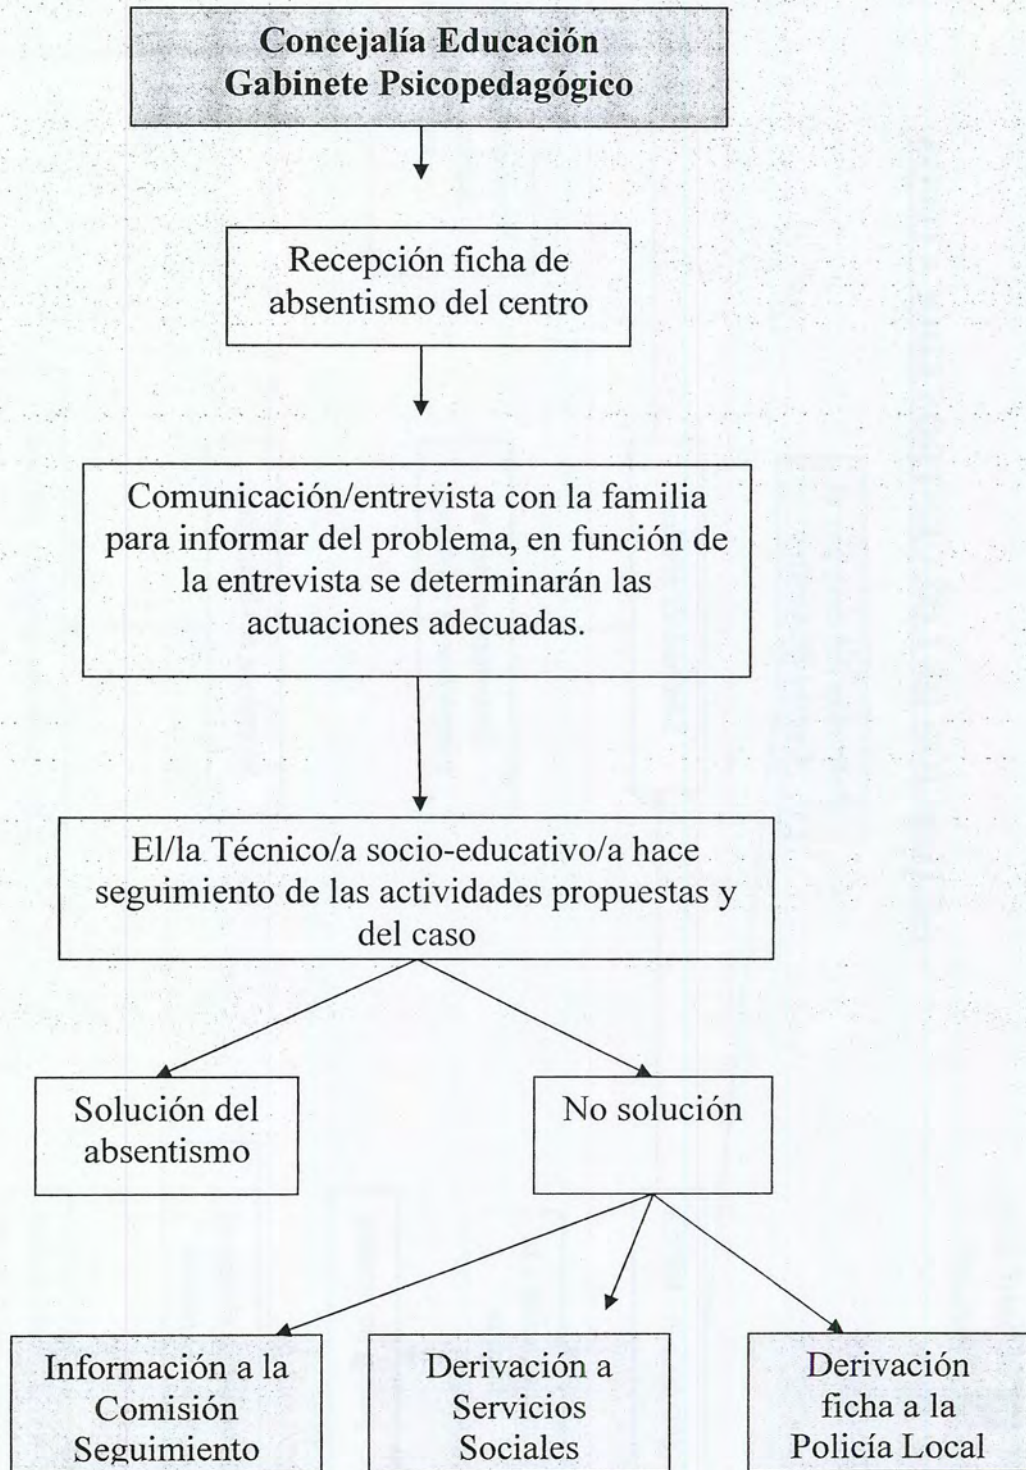 Concejalía Educación
Gabinete Psicopedagógico
Recepción ficha de
absentismo del centro
Comunicación/entrevista con la familia
para informar del problema, en función de
la entrevista se determinarán las
actuaciones adecuadas.
El/la Técnico/a socio-educativo/a hace
seguimiento de las actividades propuestas y
del caso
Solución del
absentismo
No solución
Información a la
Comisión
Seguimiento
Derivación a
Servicios
Sociales
Derivación
ficha a la
Policía Local